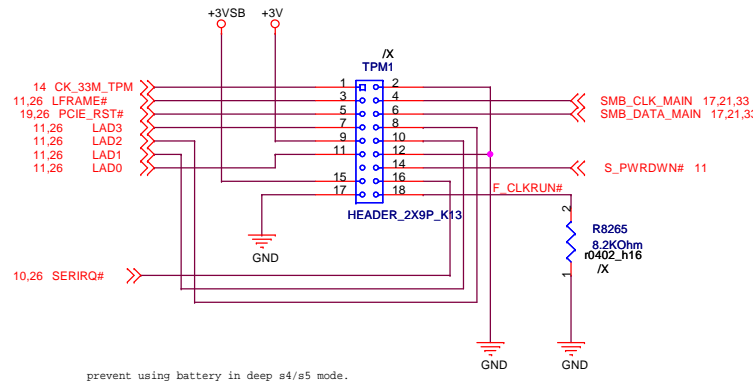 +3VSB +3V
/X
TPM1
14 CK_33M_TPM 1 2
11,26 LFRAME# 3 4 SMB_CLK_MAIN 17,21,33
19,26 PCIE_RST# 5 6 SMB_DATA_MAIN 17,21,33
11,26 LAD3 7 8
11,26 LAD2 9 10
11,26 LAD1 11 12
11,26 LAD0 14 S_PWRDWN# 11
15 16
17 18 F_CLKRUN#
HEADER_2X9P_K13
2
R8265
8.2KOhm
r0402_h16
/X
1
GND
10,26 SERIRQ#
GND GND
prevent using battery in deep s4/s5 mode.